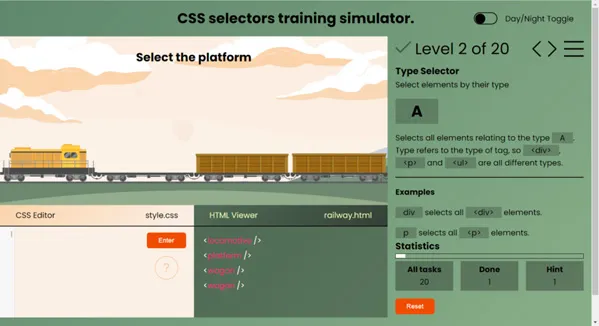 CSS selectors training simulator.
Day/Night Toggle
Select the platform
Level 2 of 20
Type Selector
Select elements by their type
A
Selects all elements relating to the type A .
Type refers to the type of tag, so <div> ,
<p> and <ul> are all different types.
Examples
div selects all <div> elements.
p selects all <p> elements.
Statistics
All tasks
20
Done
1
Hint
1
Reset
CSS Editor
style.css
1
Enter
?
HTML Viewer
railway.html
<locomotive />
<platform />
<wagon />
<wagon />